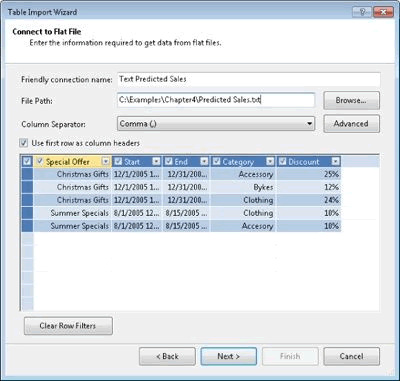 Table Import Wizard
Connect to Flat File
Enter the information required to get data from flat files.
Friendly connection name: Text Predicted Sales
File Path: C:\Examples\Chapter4\Predicted Sales.txt Browse...
Column Separator: Comma (,) Advanced
Use first row as column headers
Special Offer Start End Category Discount
Christmas Gifts 12/1/2005 1... 12/31/200... Accessory 25%
Christmas Gifts 12/1/2005 1... 12/31/200... Bykes 12%
Christmas Gifts 12/1/2005 1... 12/31/200... Clothing 24%
Summer Specials 8/1/2005 12... 8/15/2005 ... Clothing 10%
Summer Specials 8/1/2005 12... 8/15/2005 ... Accesory 10%
Clear Row Filters
< Back Next > Finish Cancel